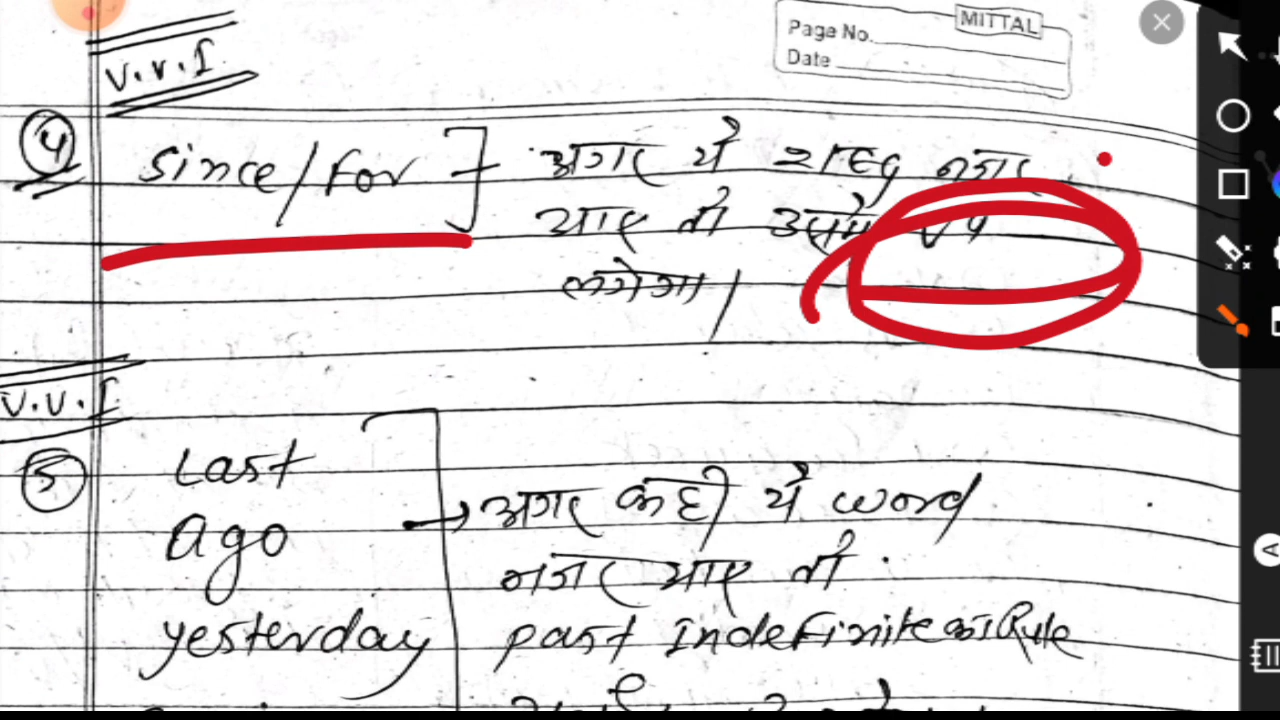 MITTAL
Page No.
Date
V.V.I
4 since/for - अगर ये शब्द नजर
आए तो उसमें V4
लगेगा।
V.V.I
5 Last
Ago → अगर कही ये word
नजर आए तो
yesterday past indefinite का Rule